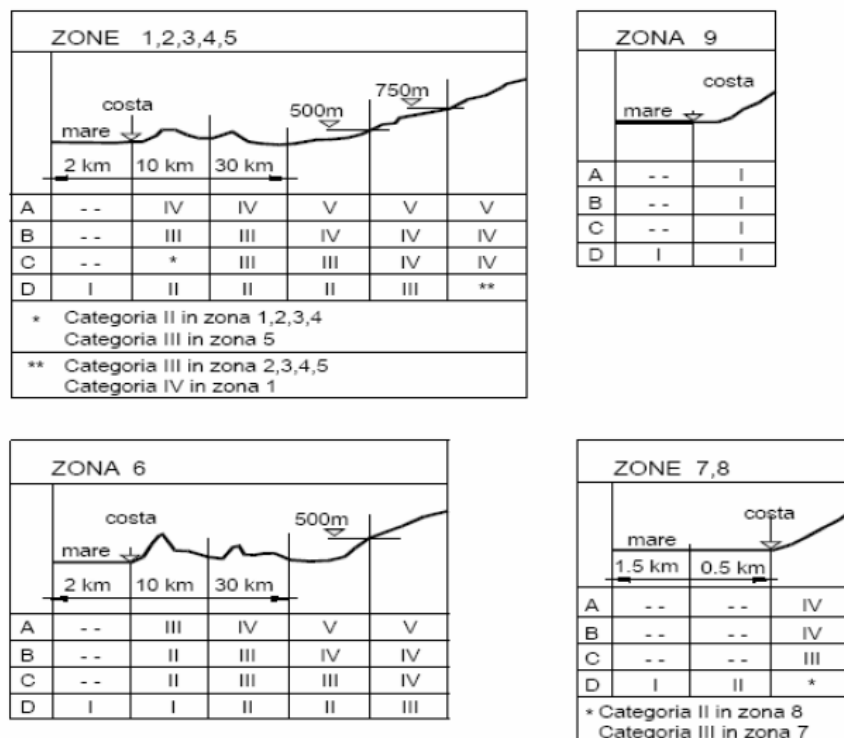 ZONE 1,2,3,4,5
costa
mare
500m
750m
2 km 10 km 30 km
A -- IV IV V V V
B -- III III IV IV IV
C -- * III III IV IV
D I II II II III **
* Categoria II in zona 1,2,3,4
Categoria III in zona 5
** Categoria III in zona 2,3,4,5
Categoria IV in zona 1
ZONA 9
costa
mare
A -- I
B -- I
C -- I
D I I
ZONA 6
costa
mare
500m
2 km 10 km 30 km
A -- III IV V V
B -- II III IV IV
C -- II III III IV
D I I II II III
ZONE 7,8
costa
mare
1.5 km 0.5 km
A -- -- IV
B -- -- IV
C -- -- III
D I II *
* Categoria II in zona 8
Categoria III in zona 7